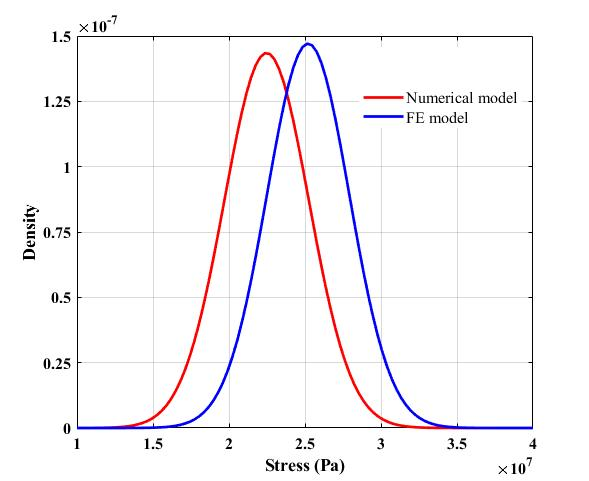 ×10⁻⁷
1.5
1.25
1
0.75
0.5
0.25
0
Density
Numerical model
FE model
1 1.5 2 2.5 3 3.5 4
Stress (Pa)
×10⁷